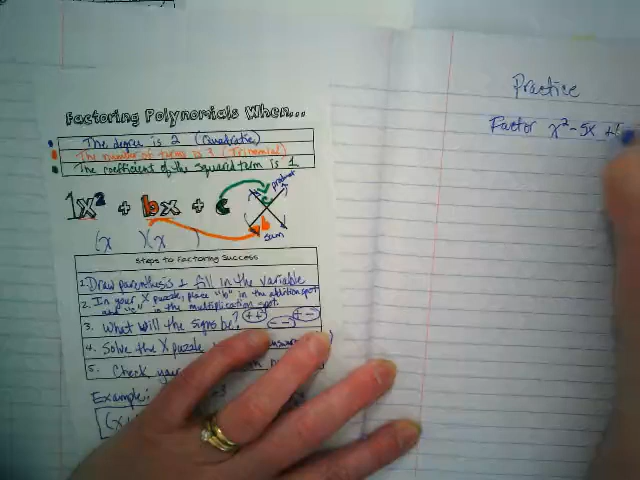 Factoring Polynomials When...
The degree is 2 (Quadratic)
The number of terms is 3 (Trinomial)
The coefficient of the squared term is 1
product
1x² + bx + c
c
b
sum
(x )(x )
Steps to Factoring Success
1. Draw parenthesis + fill in the variable
2. In your X puzzle, place "b" in the addition spot
and "c" in the multiplication spot.
3. What will the signs be? (++) (--) (+-)
4. Solve the X puzzle
5. Check your
Example:
(x
Practice
Factor x² - 5x +